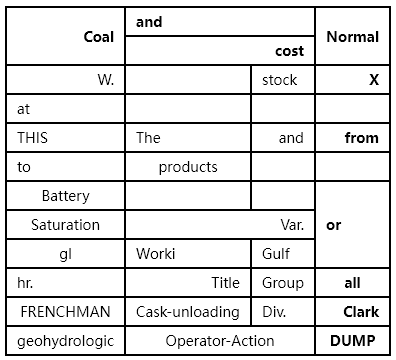 Coal and Normal
cost
W. stock X
at
THIS The and from
to products
Battery
Saturation Var. or
gl Worki Gulf
hr. Title Group all
FRENCHMAN Cask-unloading Div. Clark
geohydrologic Operator-Action DUMP